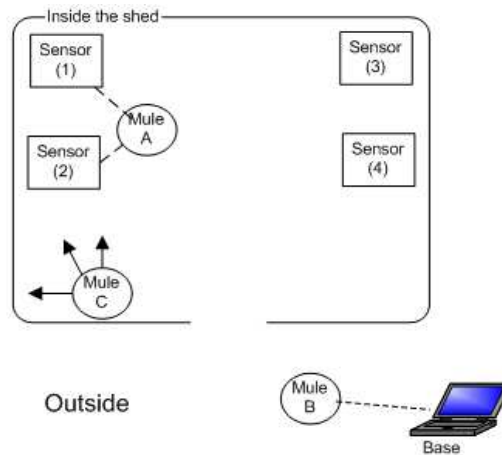 Inside the shed
Sensor
(1)
Sensor
(3)
Mule
A
Sensor
(2)
Sensor
(4)
Mule
C
Mule
B
Outside
Base